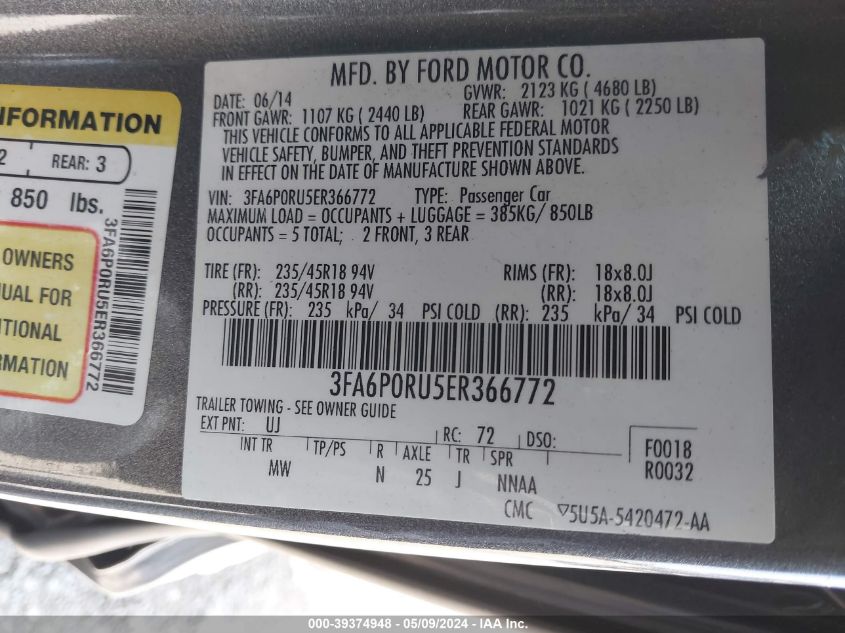 INFORMATION
2 REAR: 3
850 lbs.
3FA6P0RU5ER366772
OWNERS
UAL FOR
ITIONAL
RMATION
MFD. BY FORD MOTOR CO.
DATE: 06/14 GVWR: 2123 KG ( 4680 LB)
FRONT GAWR: 1107 KG ( 2440 LB) REAR GAWR: 1021 KG ( 2250 LB)
THIS VEHICLE CONFORMS TO ALL APPLICABLE FEDERAL MOTOR
VEHICLE SAFETY, BUMPER, AND THEFT PREVENTION STANDARDS
IN EFFECT ON THE DATE OF MANUFACTURE SHOWN ABOVE.
VIN: 3FA6P0RU5ER366772 TYPE: Passenger Car
MAXIMUM LOAD = OCCUPANTS + LUGGAGE = 385KG/ 850LB
OCCUPANTS = 5 TOTAL; 2 FRONT, 3 REAR
TIRE (FR): 235/45R18 94V RIMS (FR): 18x8.0J
(RR): 235/45R18 94V (RR): 18x8.0J
PRESSURE (FR): 235 kPa/ 34 PSI COLD (RR): 235 kPa/ 34 PSI COLD
3FA6P0RU5ER366772
TRAILER TOWING - SEE OWNER GUIDE
EXT PNT: UJ RC: 72 DSO: F0018
INT TR TP/PS R AXLE TR SPR R0032
MW N 25 J NNAA
CMC ▽5U5A-5420472-AA
000-39374948 - 05/09/2024 - IAA Inc.